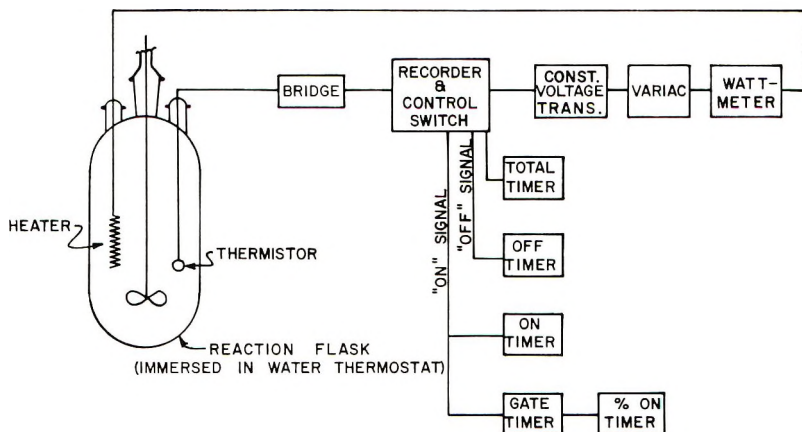 RECORDER
&
CONTROL
SWITCH
BRIDGE
CONST.
VOLTAGE
TRANS.
VARIAC
WATT-
METER
"ON" SIGNAL
"OFF" SIGNAL
TOTAL
TIMER
HEATER
THERMISTOR
OFF
TIMER
ON
TIMER
REACTION FLASK
(IMMERSED IN WATER THERMOSTAT)
GATE
TIMER
% ON
TIMER